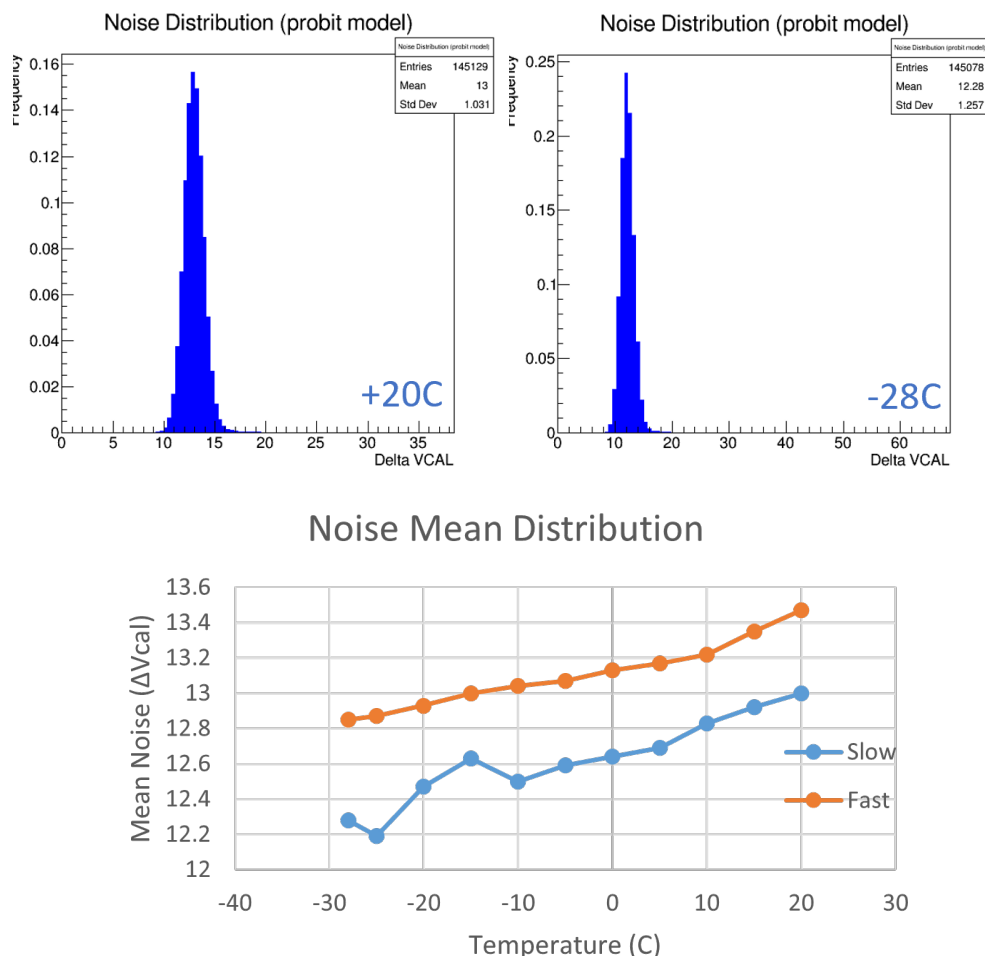 Noise Distribution (probit model)
Noise Distribution (probit model)
Entries 145129
Mean 13
Std Dev 1.031
Frequency
0.16
0.14
0.12
0.1
0.08
0.06
0.04
0.02
0
+20C
0 5 10 15 20 25 30 35
Delta VCAL
Noise Distribution (probit model)
Noise Distribution (probit model)
Entries 145078
Mean 12.28
Std Dev 1.257
Frequency
0.25
0.2
0.15
0.1
0.05
0
-28C
0 10 20 30 40 50 60
Delta VCAL
Noise Mean Distribution
Mean Noise (ΔVcal)
13.6
13.4
13.2
13
12.8
12.6
12.4
12.2
12
Slow
Fast
-40 -30 -20 -10 0 10 20 30
Temperature (C)